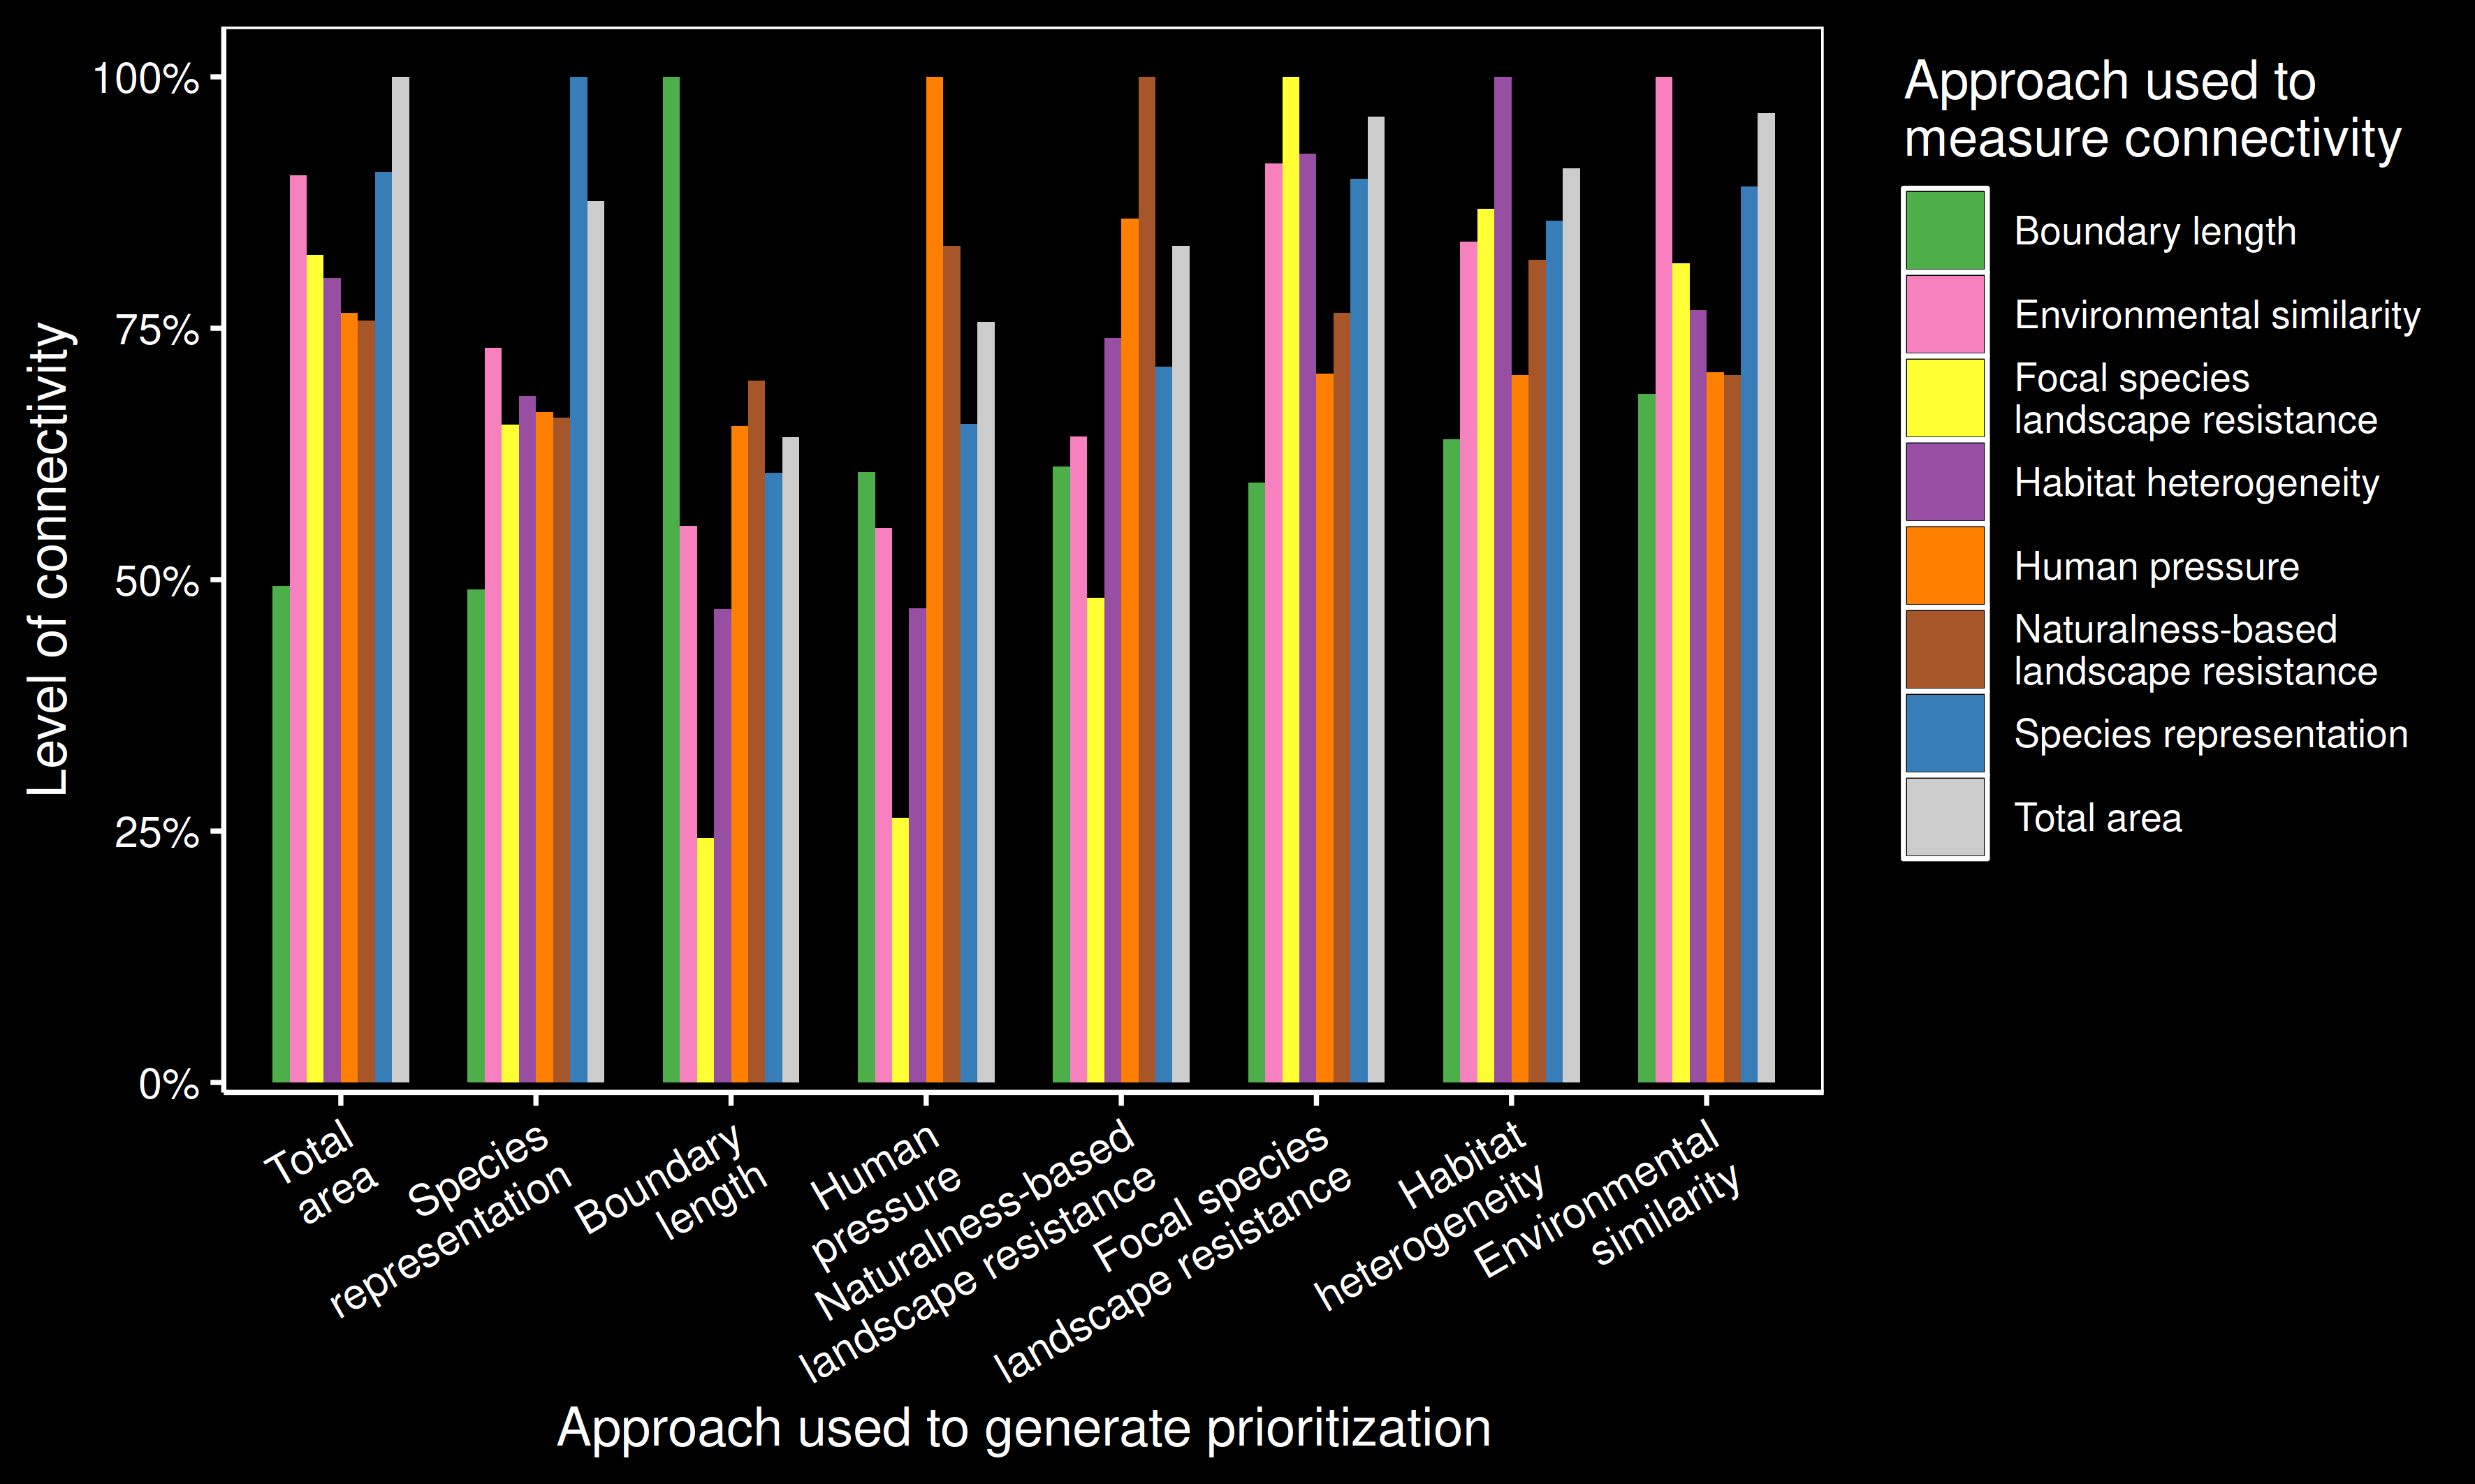 100%
75%
50%
25%
0%
Level of connectivity
Total
area
Species
representation
Boundary
length
Human
pressure
Naturalness-based
landscape resistance
Focal species
landscape resistance
Habitat
heterogeneity
Environmental
similarity
Approach used to generate prioritization
Approach used to
measure connectivity
Boundary length
Environmental similarity
Focal species
landscape resistance
Habitat heterogeneity
Human pressure
Naturalness-based
landscape resistance
Species representation
Total area